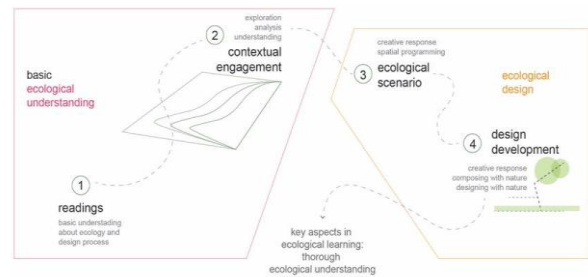 basic
ecological
understanding
1
readings
basic understading
about ecology and
design process
2
exploration
analysis
understanding
contextual
engagement
3
creative response
spatial programming
ecological
scenario
ecological
design
4
design
development
creative response
composing with nature
designing with nature
key aspects in
ecological learning:
thorough
ecological understanding